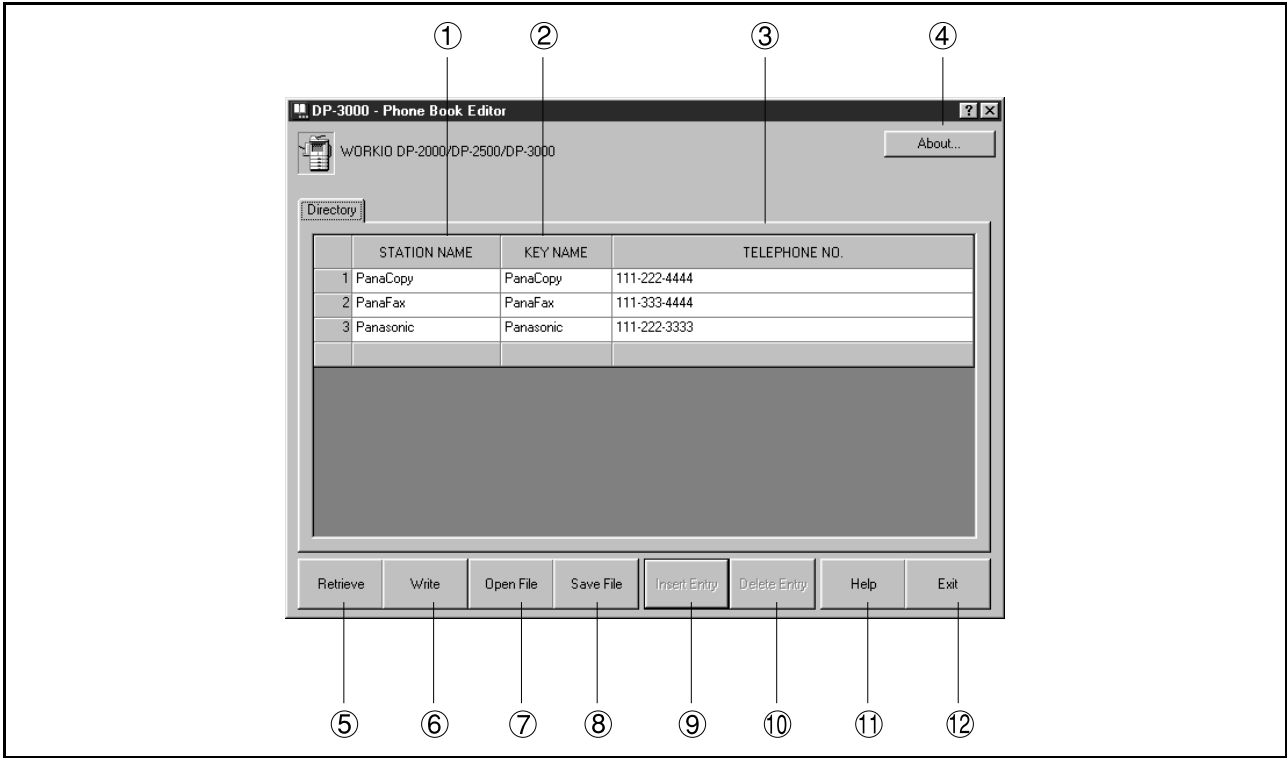 ① ② ③ ④
DP-3000 - Phone Book Editor
WORKIO DP-2000/DP-2500/DP-3000
About...
Directory
STATION NAME KEY NAME TELEPHONE NO.
1 PanaCopy PanaCopy 111-222-4444
2 PanaFax PanaFax 111-333-4444
3 Panasonic Panasonic 111-222-3333
Retrieve Write Open File Save File Insert Entry Delete Entry Help Exit
⑤ ⑥ ⑦ ⑧ ⑨ ⑩ ⑪ ⑫